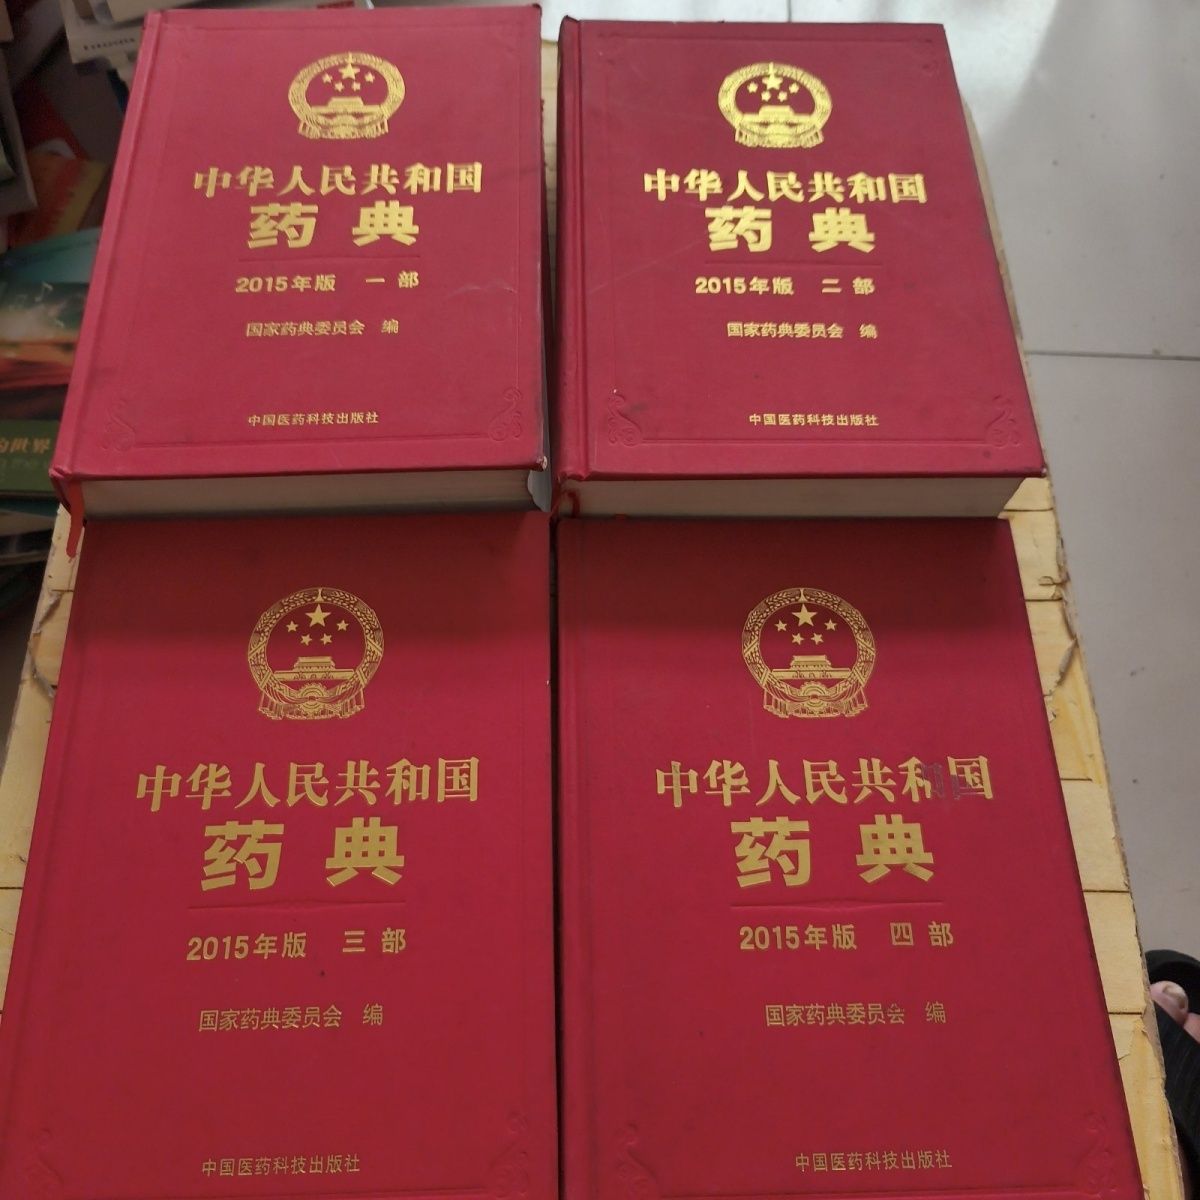 中华人民共和国
药典
2015年版 一部
国家药典委员会 编
中国医药科技出版社
中华人民共和国
药典
2015年版 二部
国家药典委员会 编
中国医药科技出版社
中华人民共和国
药典
2015年版 三部
国家药典委员会 编
中国医药科技出版社
中华人民共和国
药典
2015年版 四部
国家药典委员会 编
中国医药科技出版社
的世界